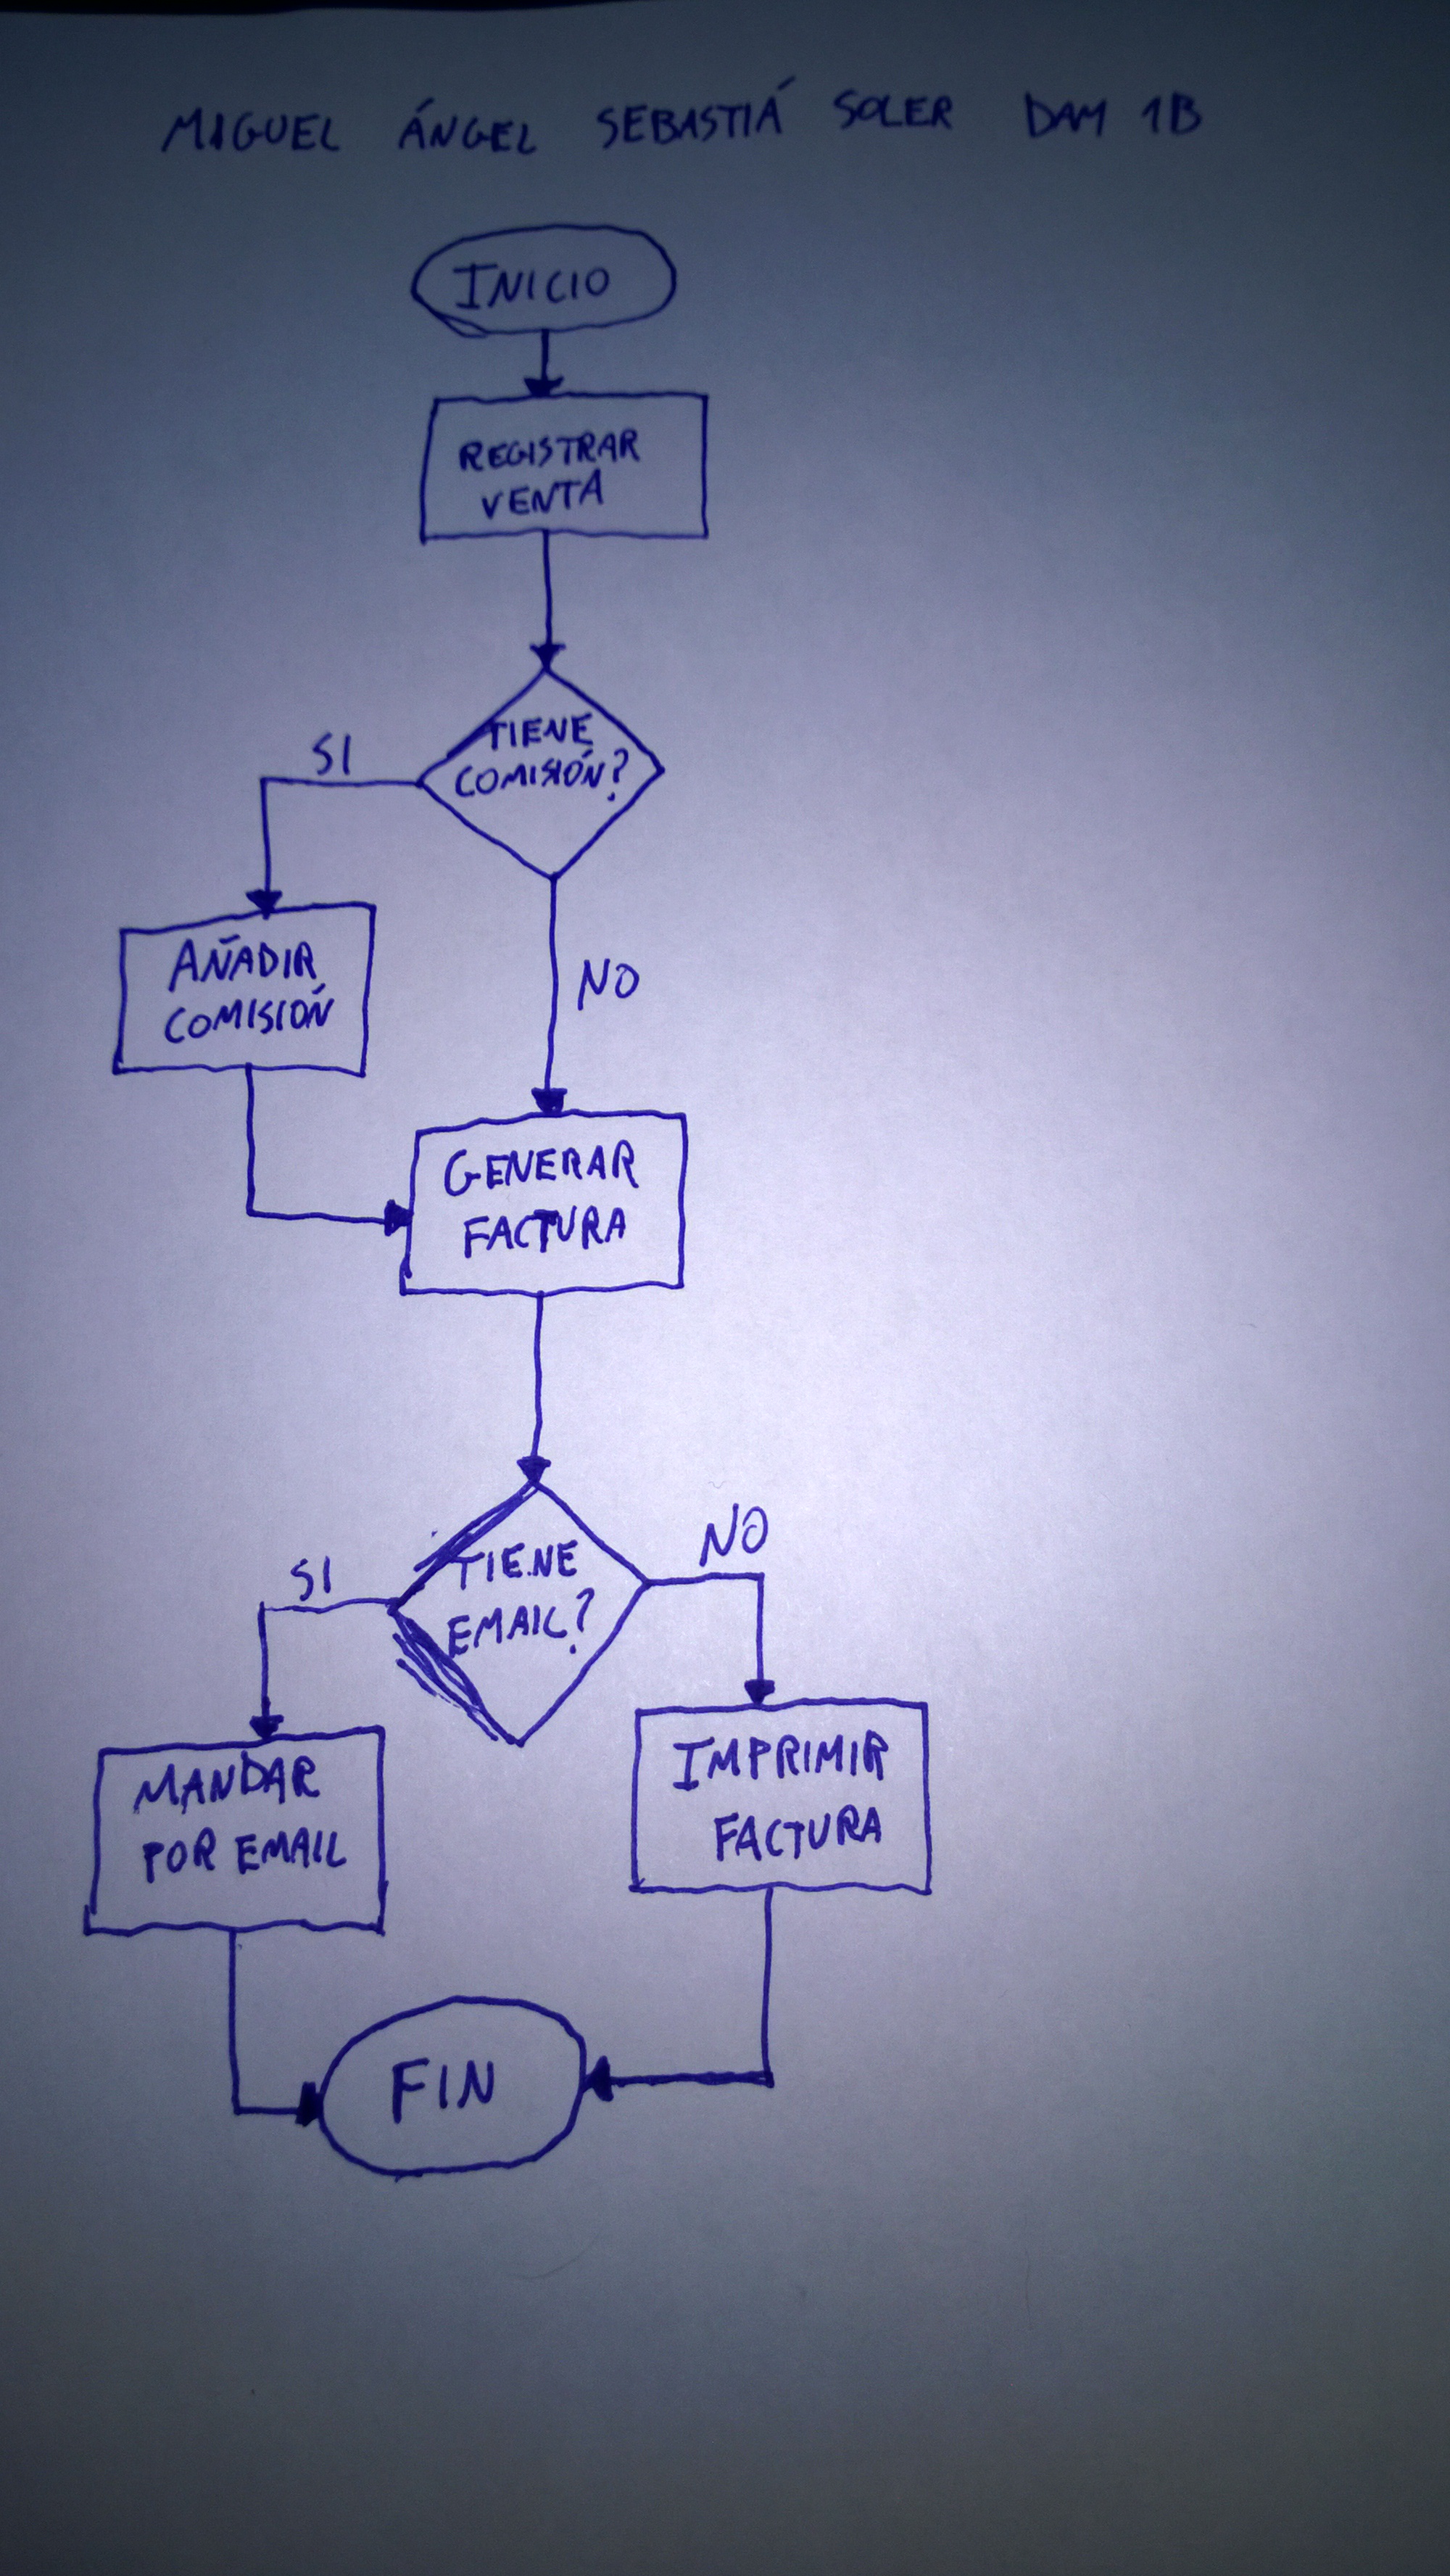 MIGUEL ÁNGEL SEBASTIÁ SOLER DAM 1B
INICIO
REGISTRAR
VENTA
TIENE
COMISIÓN?
SI
NO
AÑADIR
COMISIÓN
GENERAR
FACTURA
TIENE
EMAIL?
SI
NO
MANDAR
POR EMAIL
IMPRIMIR
FACTURA
FIN